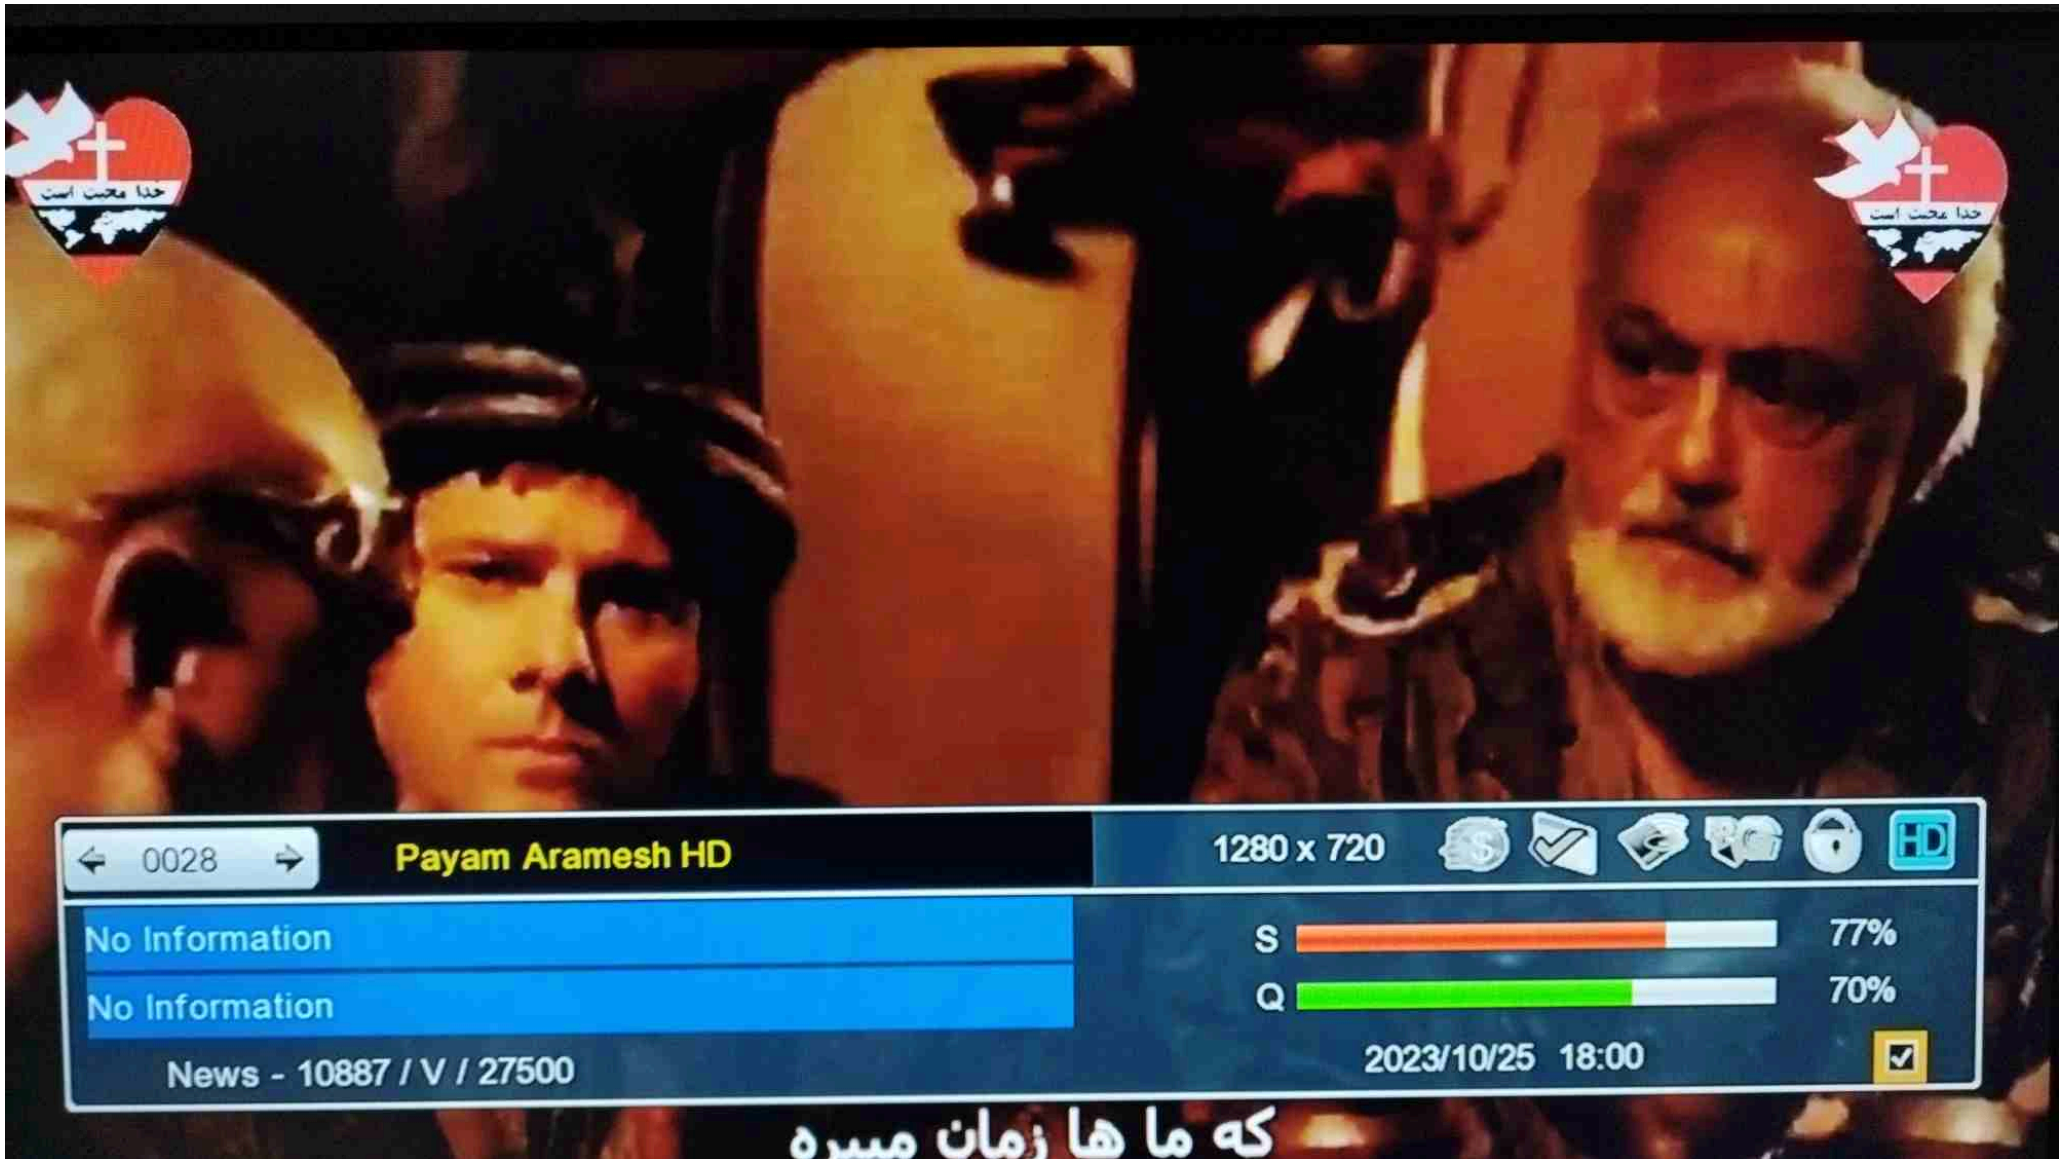 خدا محبت است
خدا محبت است
0028
Payam Aramesh HD
1280 x 720
HD
No Information
S
77%
No Information
Q
70%
News - 10887 / V / 27500
2023/10/25 18:00
که ما ها زمان میبره